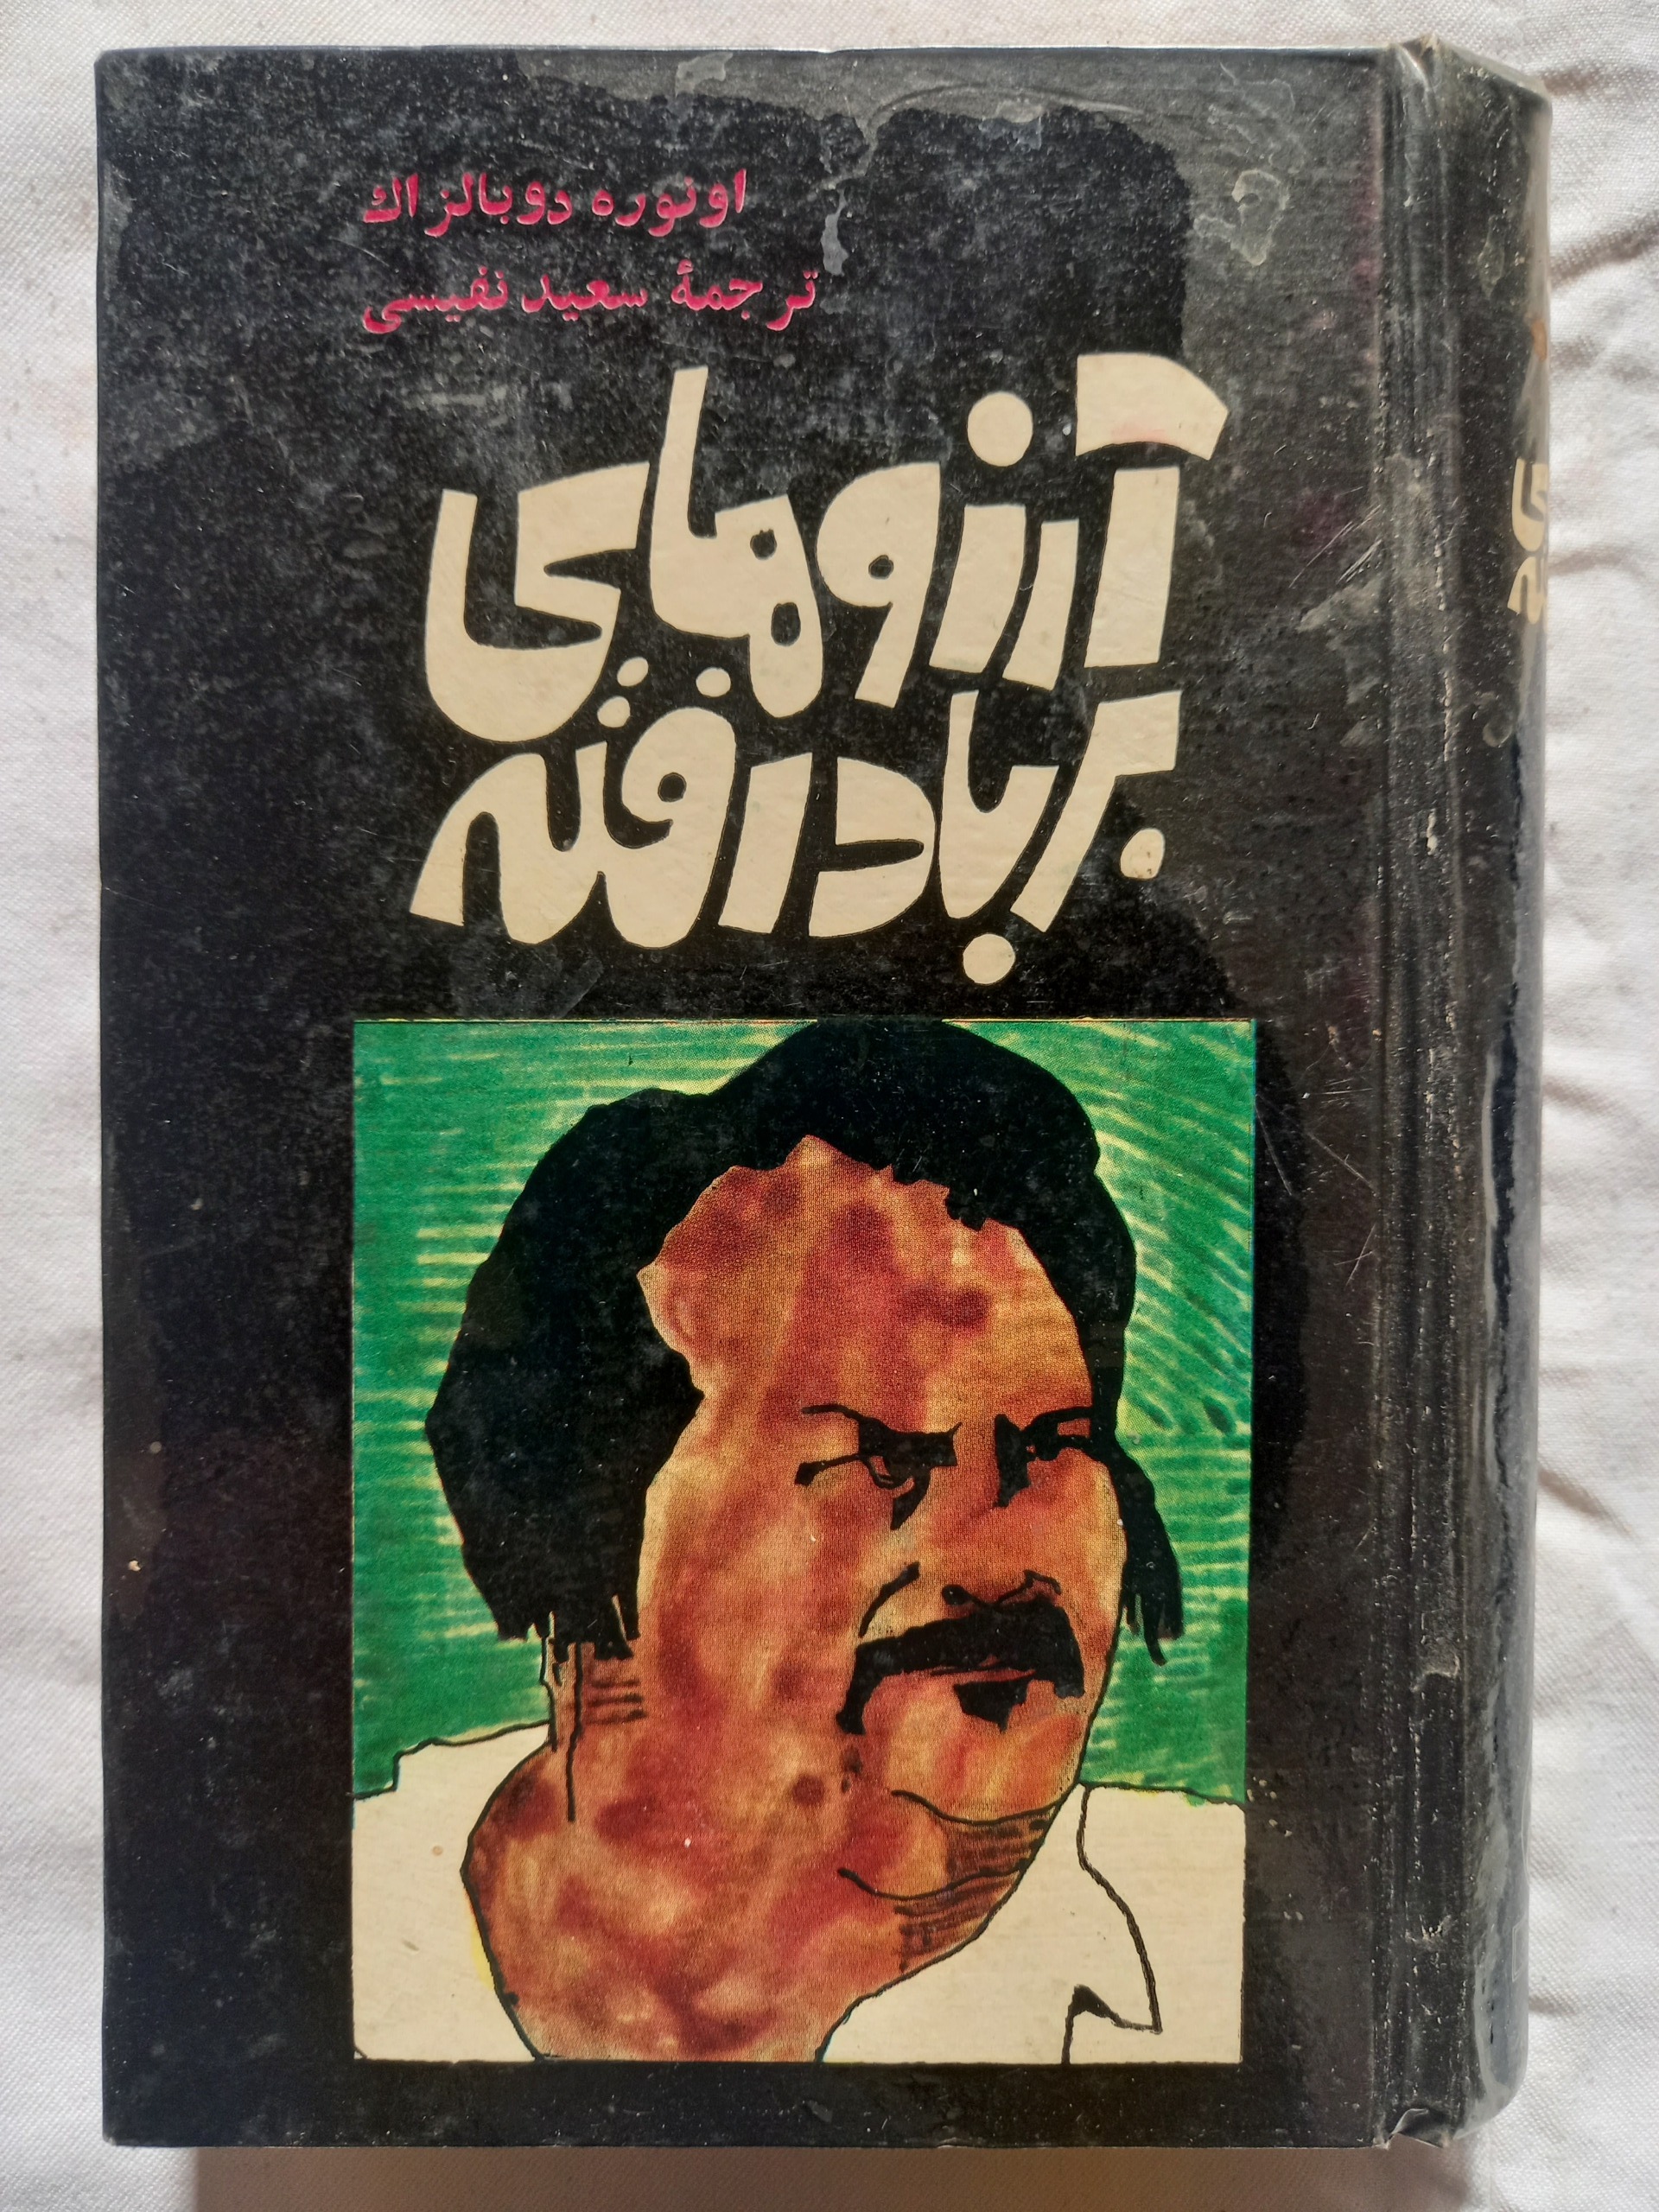 اونوره دوبالزاك
ترجمهٔ سعید نفیسی
آرزوهای
بربادرفته